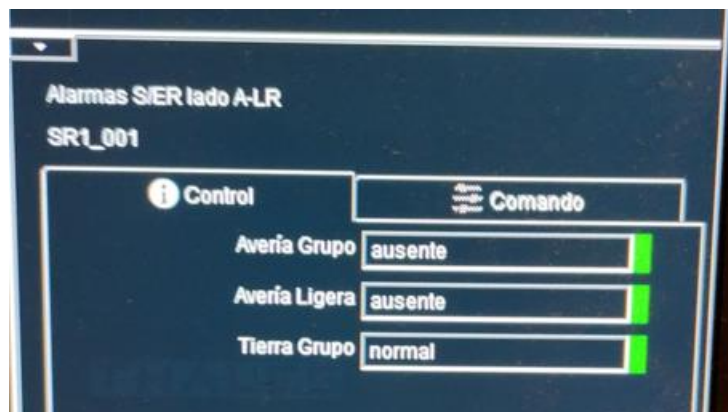 Alarmas S/ER lado A-LR
SR1_001
Control
Comando
Avería Grupo ausente
Avería Ligera ausente
Tierra Grupo normal